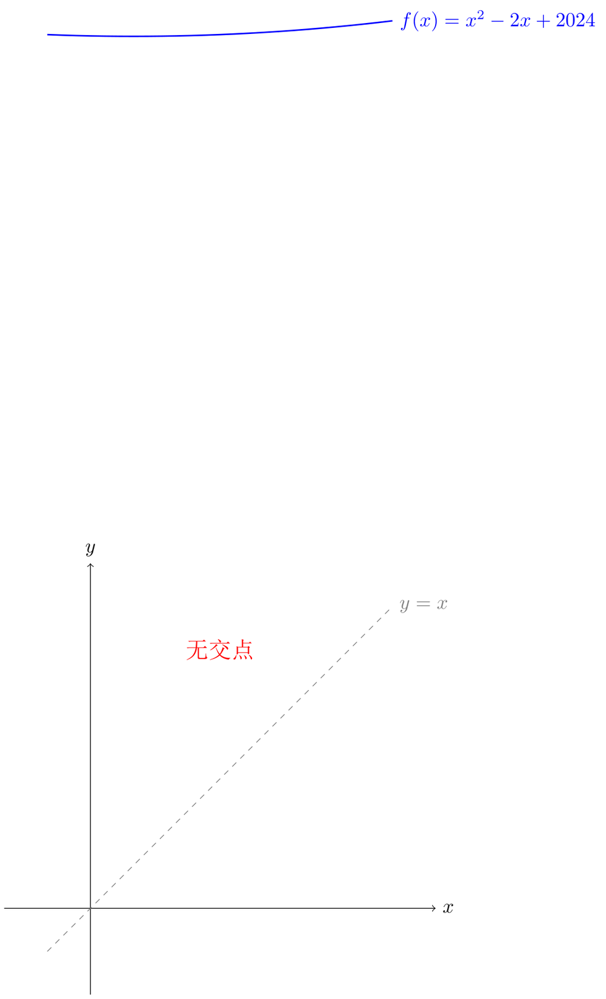 f(x) = x² − 2x + 2024
y
y = x
无交点
x